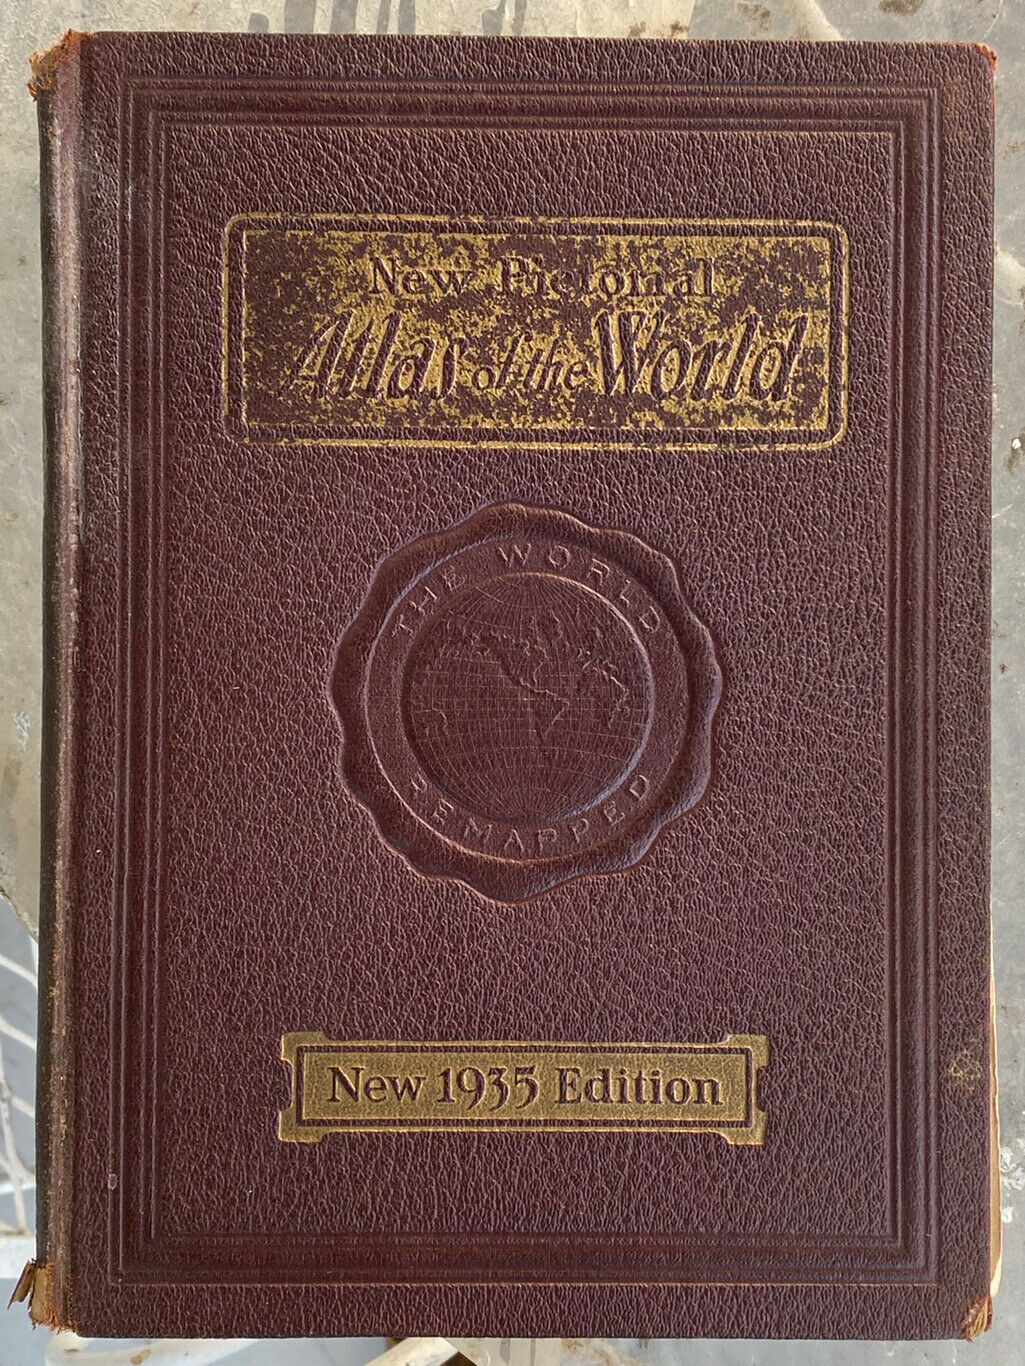 New Pictorial
Atlas of the World
THE WORLD
REMAPPED
New 1935 Edition